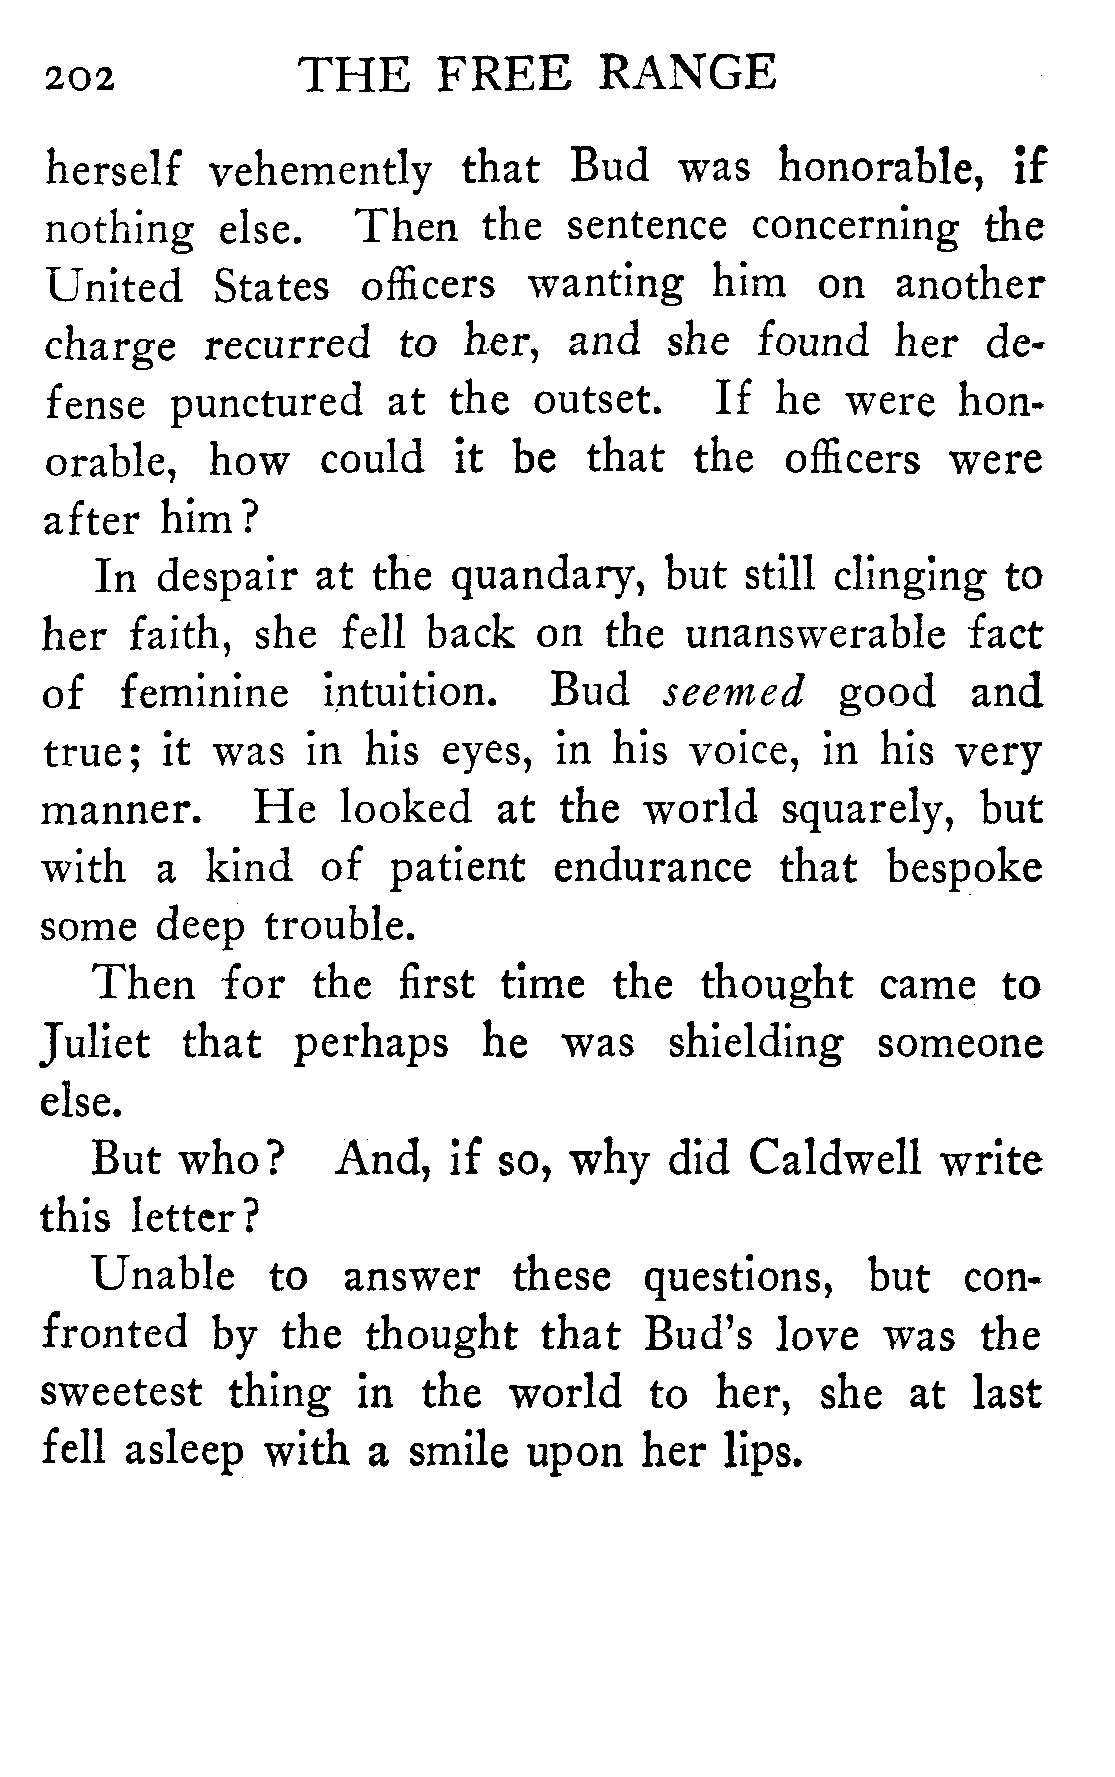 202 THE FREE RANGE
herself vehemently that Bud was honorable, if
nothing else. Then the sentence concerning the
United States officers wanting him on another
charge recurred to her, and she found her de-
fense punctured at the outset. If he were hon-
orable, how could it be that the officers were
after him?
In despair at the quandary, but still clinging to
her faith, she fell back on the unanswerable fact
of feminine intuition. Bud seemed good and
true; it was in his eyes, in his voice, in his very
manner. He looked at the world squarely, but
with a kind of patient endurance that bespoke
some deep trouble.
Then for the first time the thought came to
Juliet that perhaps he was shielding someone
else.
But who? And, if so, why did Caldwell write
this letter?
Unable to answer these questions, but con-
fronted by the thought that Bud's love was the
sweetest thing in the world to her, she at last
fell asleep with a smile upon her lips.